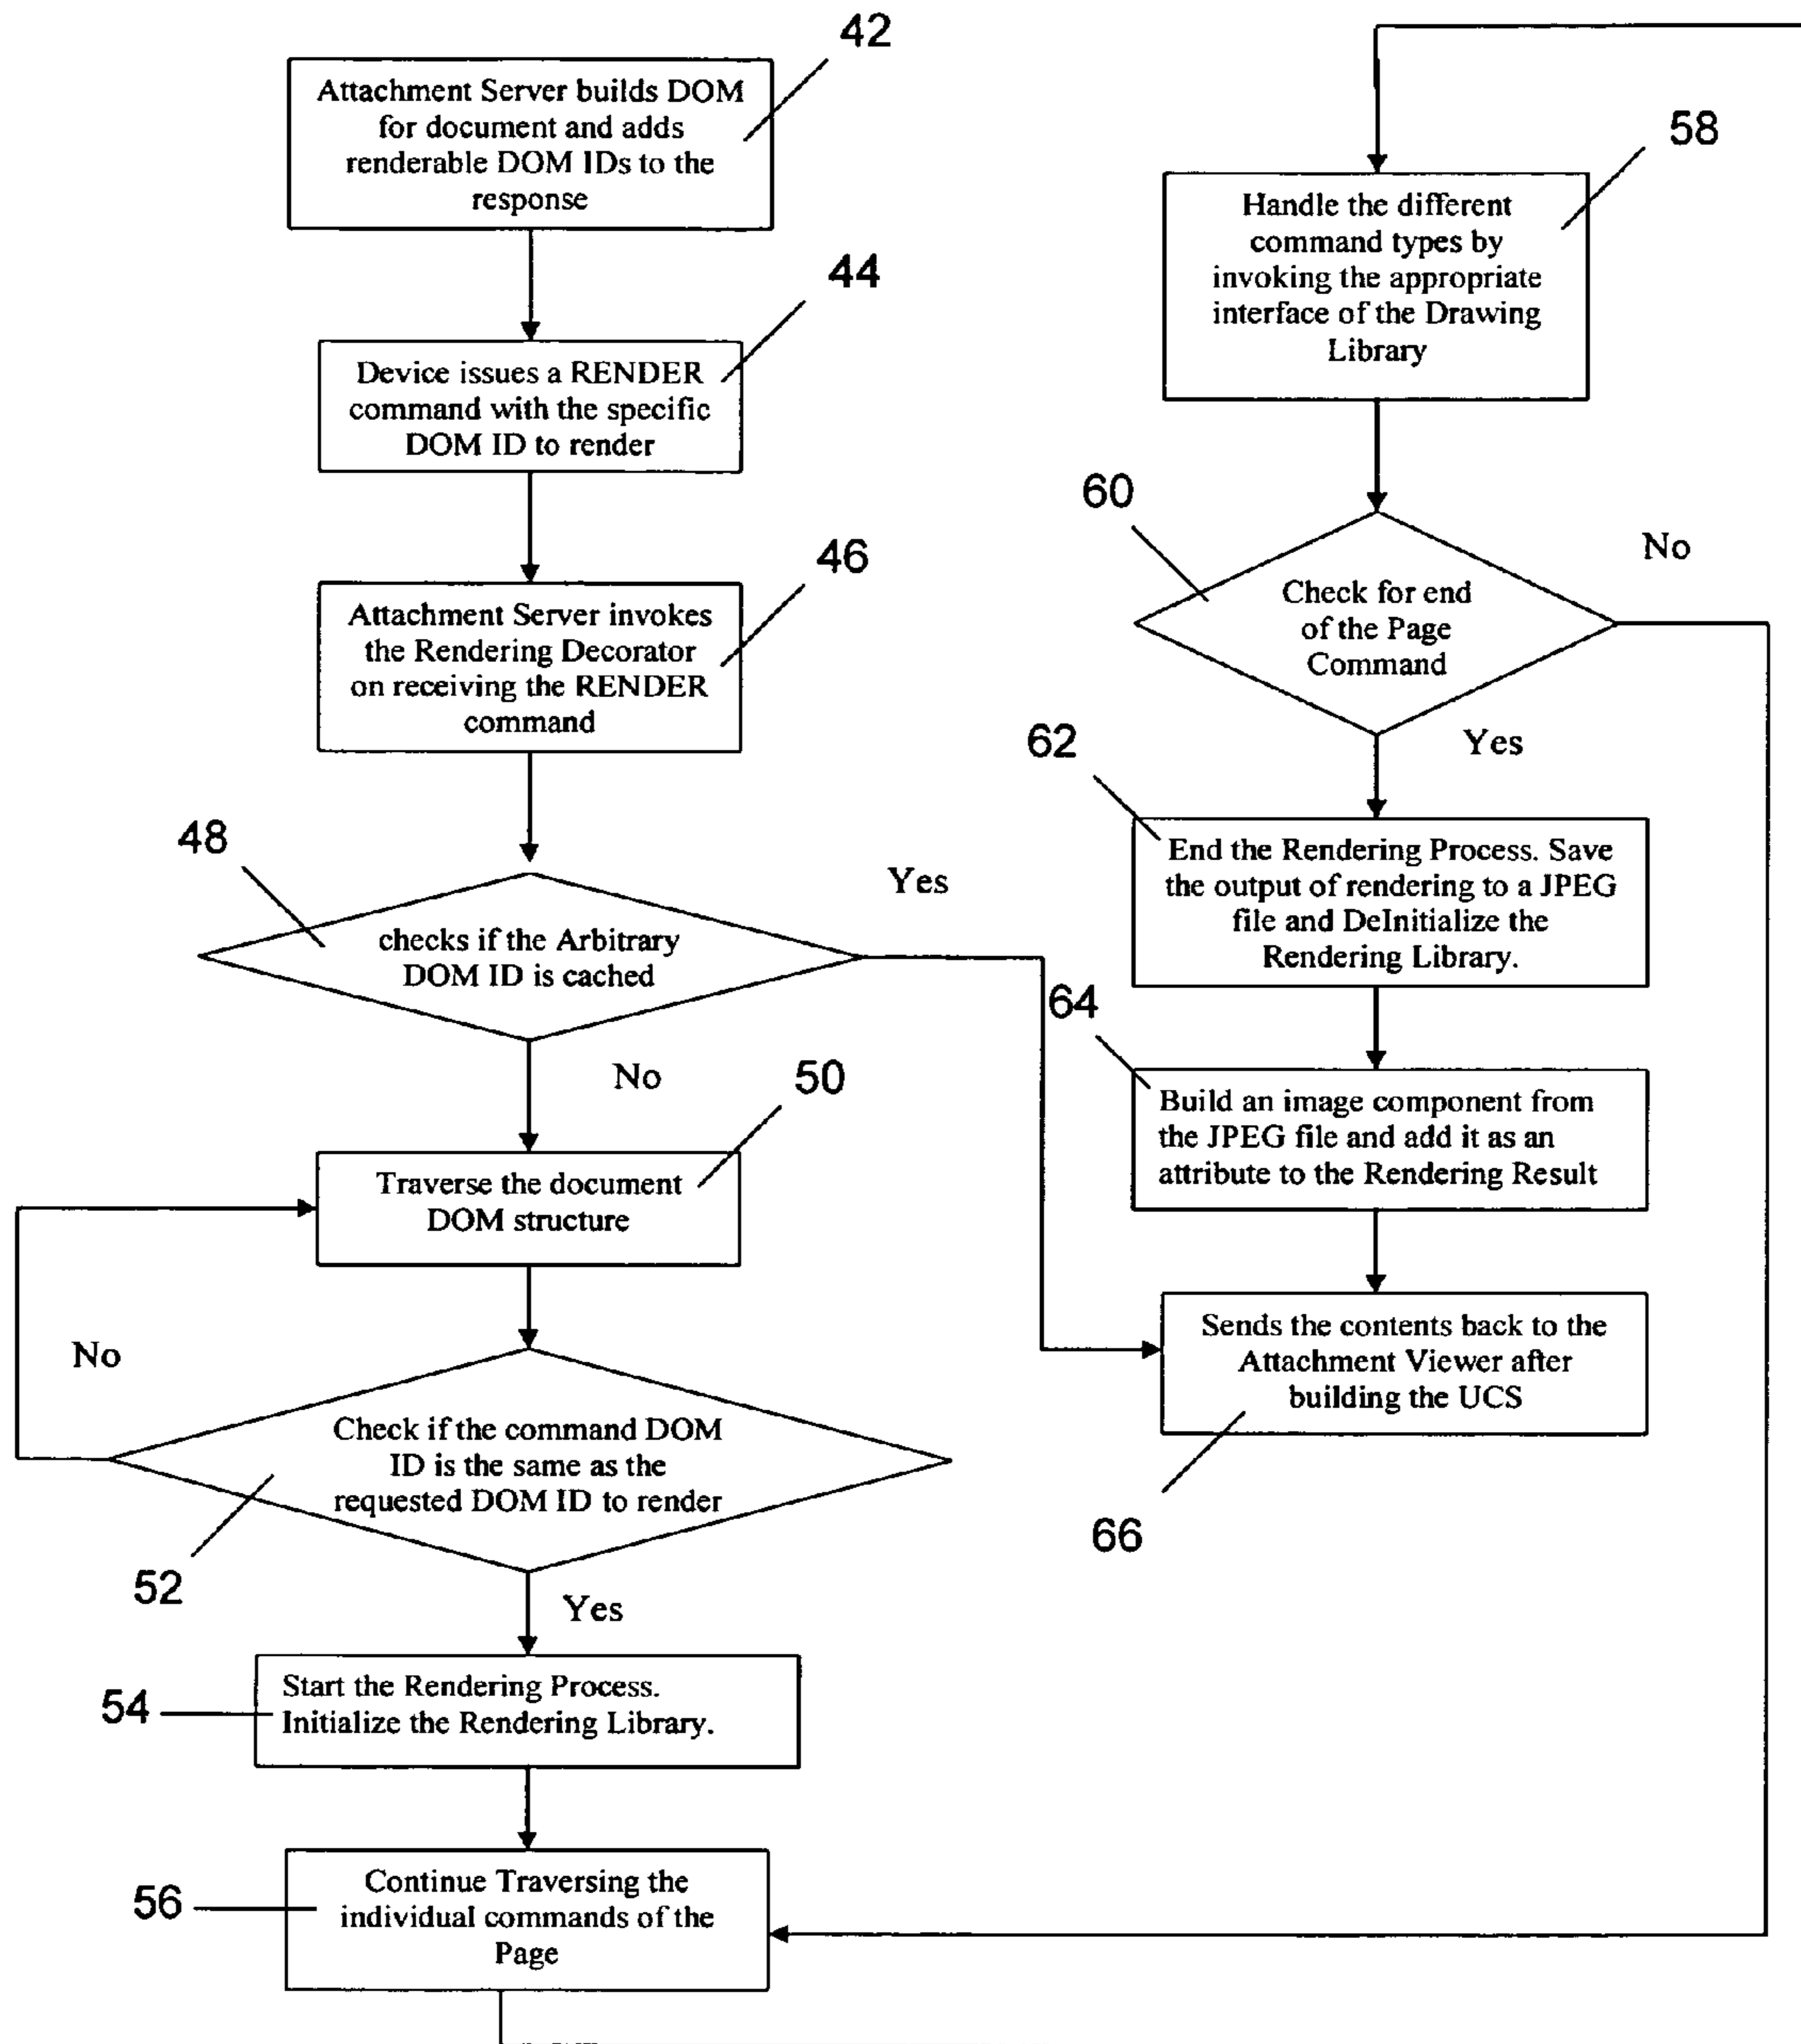 42
Attachment Server builds DOM
for document and adds
renderable DOM IDs to the
response
44
Device issues a RENDER
command with the specific
DOM ID to render
46
Attachment Server invokes
the Rendering Decorator
on receiving the RENDER
command
48
Yes
checks if the Arbitrary
DOM ID is cached
No
50
Traverse the document
DOM structure
No
Check if the command DOM
ID is the same as the
requested DOM ID to render
52
Yes
54
Start the Rendering Process.
Initialize the Rendering Library.
56
Continue Traversing the
individual commands of the
Page
58
Handle the different
command types by
invoking the appropriate
interface of the Drawing
Library
60
No
Check for end
of the Page
Command
62
Yes
End the Rendering Process. Save
the output of rendering to a JPEG
file and DeInitialize the
Rendering Library.
64
Build an image component from
the JPEG file and add it as an
attribute to the Rendering Result
Sends the contents back to the
Attachment Viewer after
building the UCS
66